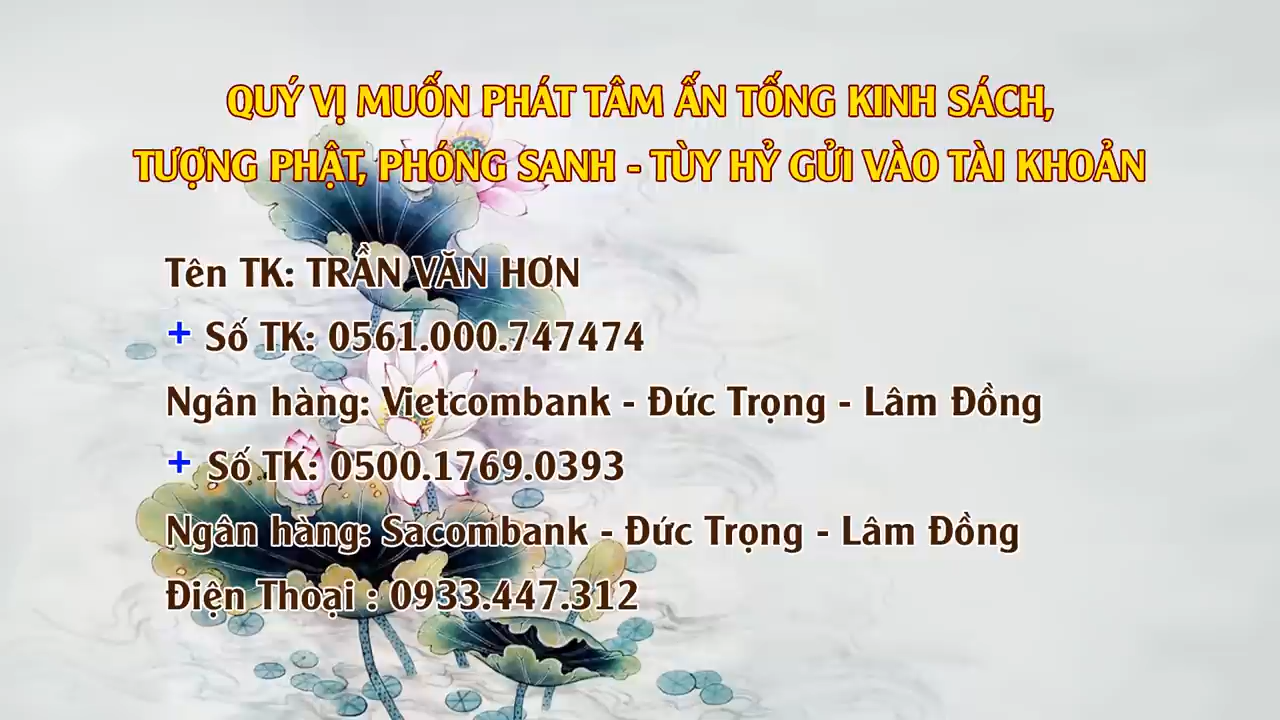 QUÝ VỊ MUỐN PHÁT TÂM ẤN TỐNG KINH SÁCH,
TƯỢNG PHẬT, PHÓNG SANH - TÙY HỶ GỬI VÀO TÀI KHOẢN
Tên TK: TRẦN VĂN HƠN
+ Số TK: 0561.000.747474
Ngân hàng: Vietcombank - Đức Trọng - Lâm Đồng
+ Số TK: 0500.1769.0393
Ngân hàng: Sacombank - Đức Trọng - Lâm Đồng
Điện Thoại : 0933.447.312